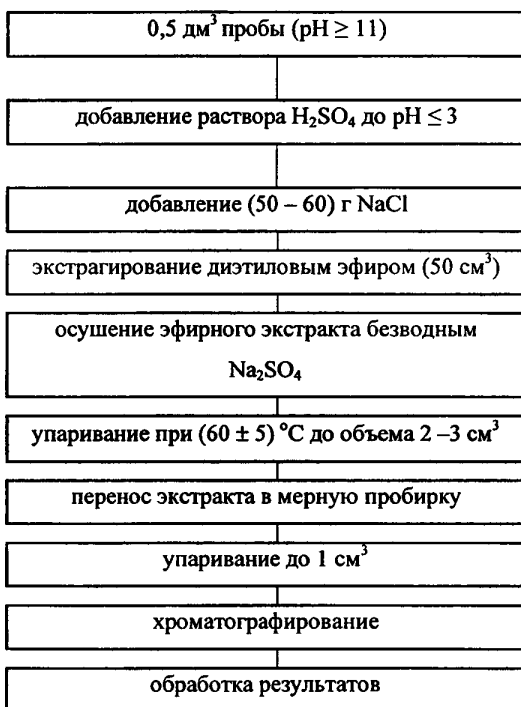 0,5 дм³ пробы (pH ≥ 11)
добавление раствора H₂SO₄ до pH ≤ 3
добавление (50 – 60) г NaCl
экстрагирование диэтиловым эфиром (50 см³)
осушение эфирного экстракта безводным
Na₂SO₄
упаривание при (60 ± 5) °C до объема 2 –3 см³
перенос экстракта в мерную пробирку
упаривание до 1 см³
хроматографирование
обработка результатов